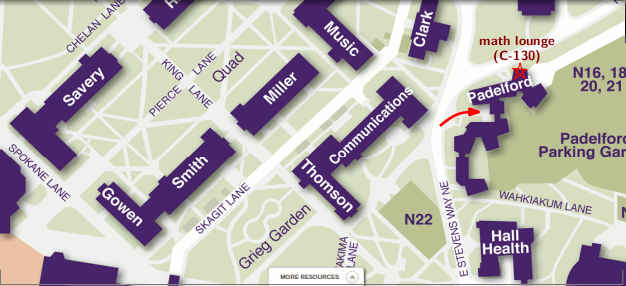 CHELAN LANE
H
Music
Clark
math lounge
(C-130)
N16, 18
20, 21
Savery
KING LANE
PIERCE LANE
Quad
Miller
Communications
Padelford
Padelford
Parking Gar
SPOKANE LANE
Smith
Gowen
SKAGIT LANE
Thomson
Grieg Garden
N22
E STEVENS WAY NE
WAHKIAKUM LANE
Hall
Health
AKIMA
LANE
MORE RESOURCES